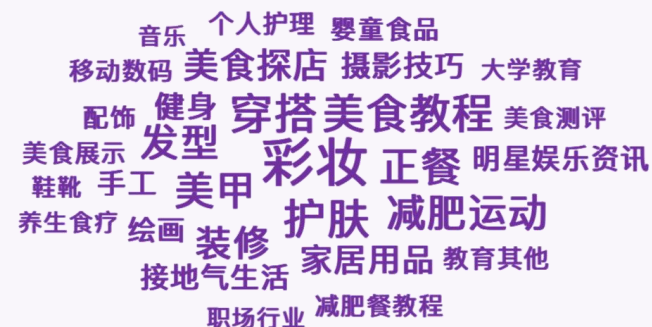 个人护理
婴童食品
音乐
美食探店
摄影技巧
移动数码
大学教育
健身
穿搭
美食教程
配饰
美食测评
发型
美食展示
彩妆
正餐
明星娱乐资讯
鞋靴
手工
美甲
护肤
减肥运动
养生食疗
绘画
装修
家居用品
教育其他
接地气生活
职场行业
减肥餐教程